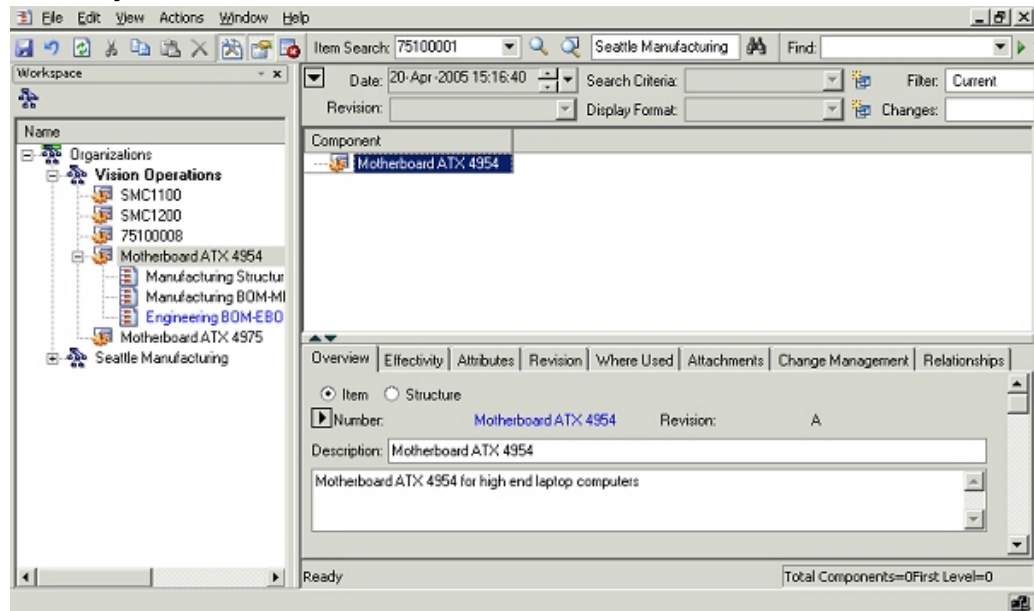 File Edit View Actions Window Help
Item Search: 75100001 Seattle Manufacturing Find:
Workspace
Date: 20-Apr-2005 15:16:40 Search Criteria: Filter: Current
Revision: Display Format: Changes:
Name
Component
Organizations
Motherboard ATX 4954
Vision Operations
SMC1100
SMC1200
75100008
Motherboard ATX 4954
Manufacturing Structur
Manufacturing BOM-MI
Engineering BOM-EBO
Motherboard ATX 4975
Seattle Manufacturing
Overview Effectivity Attributes Revision Where Used Attachments Change Management Relationships
Item Structure
Number: Motherboard ATX 4954 Revision: A
Description: Motherboard ATX 4954
Motherboard ATX 4954 for high end laptop computers
Ready Total Components=0First Level=0